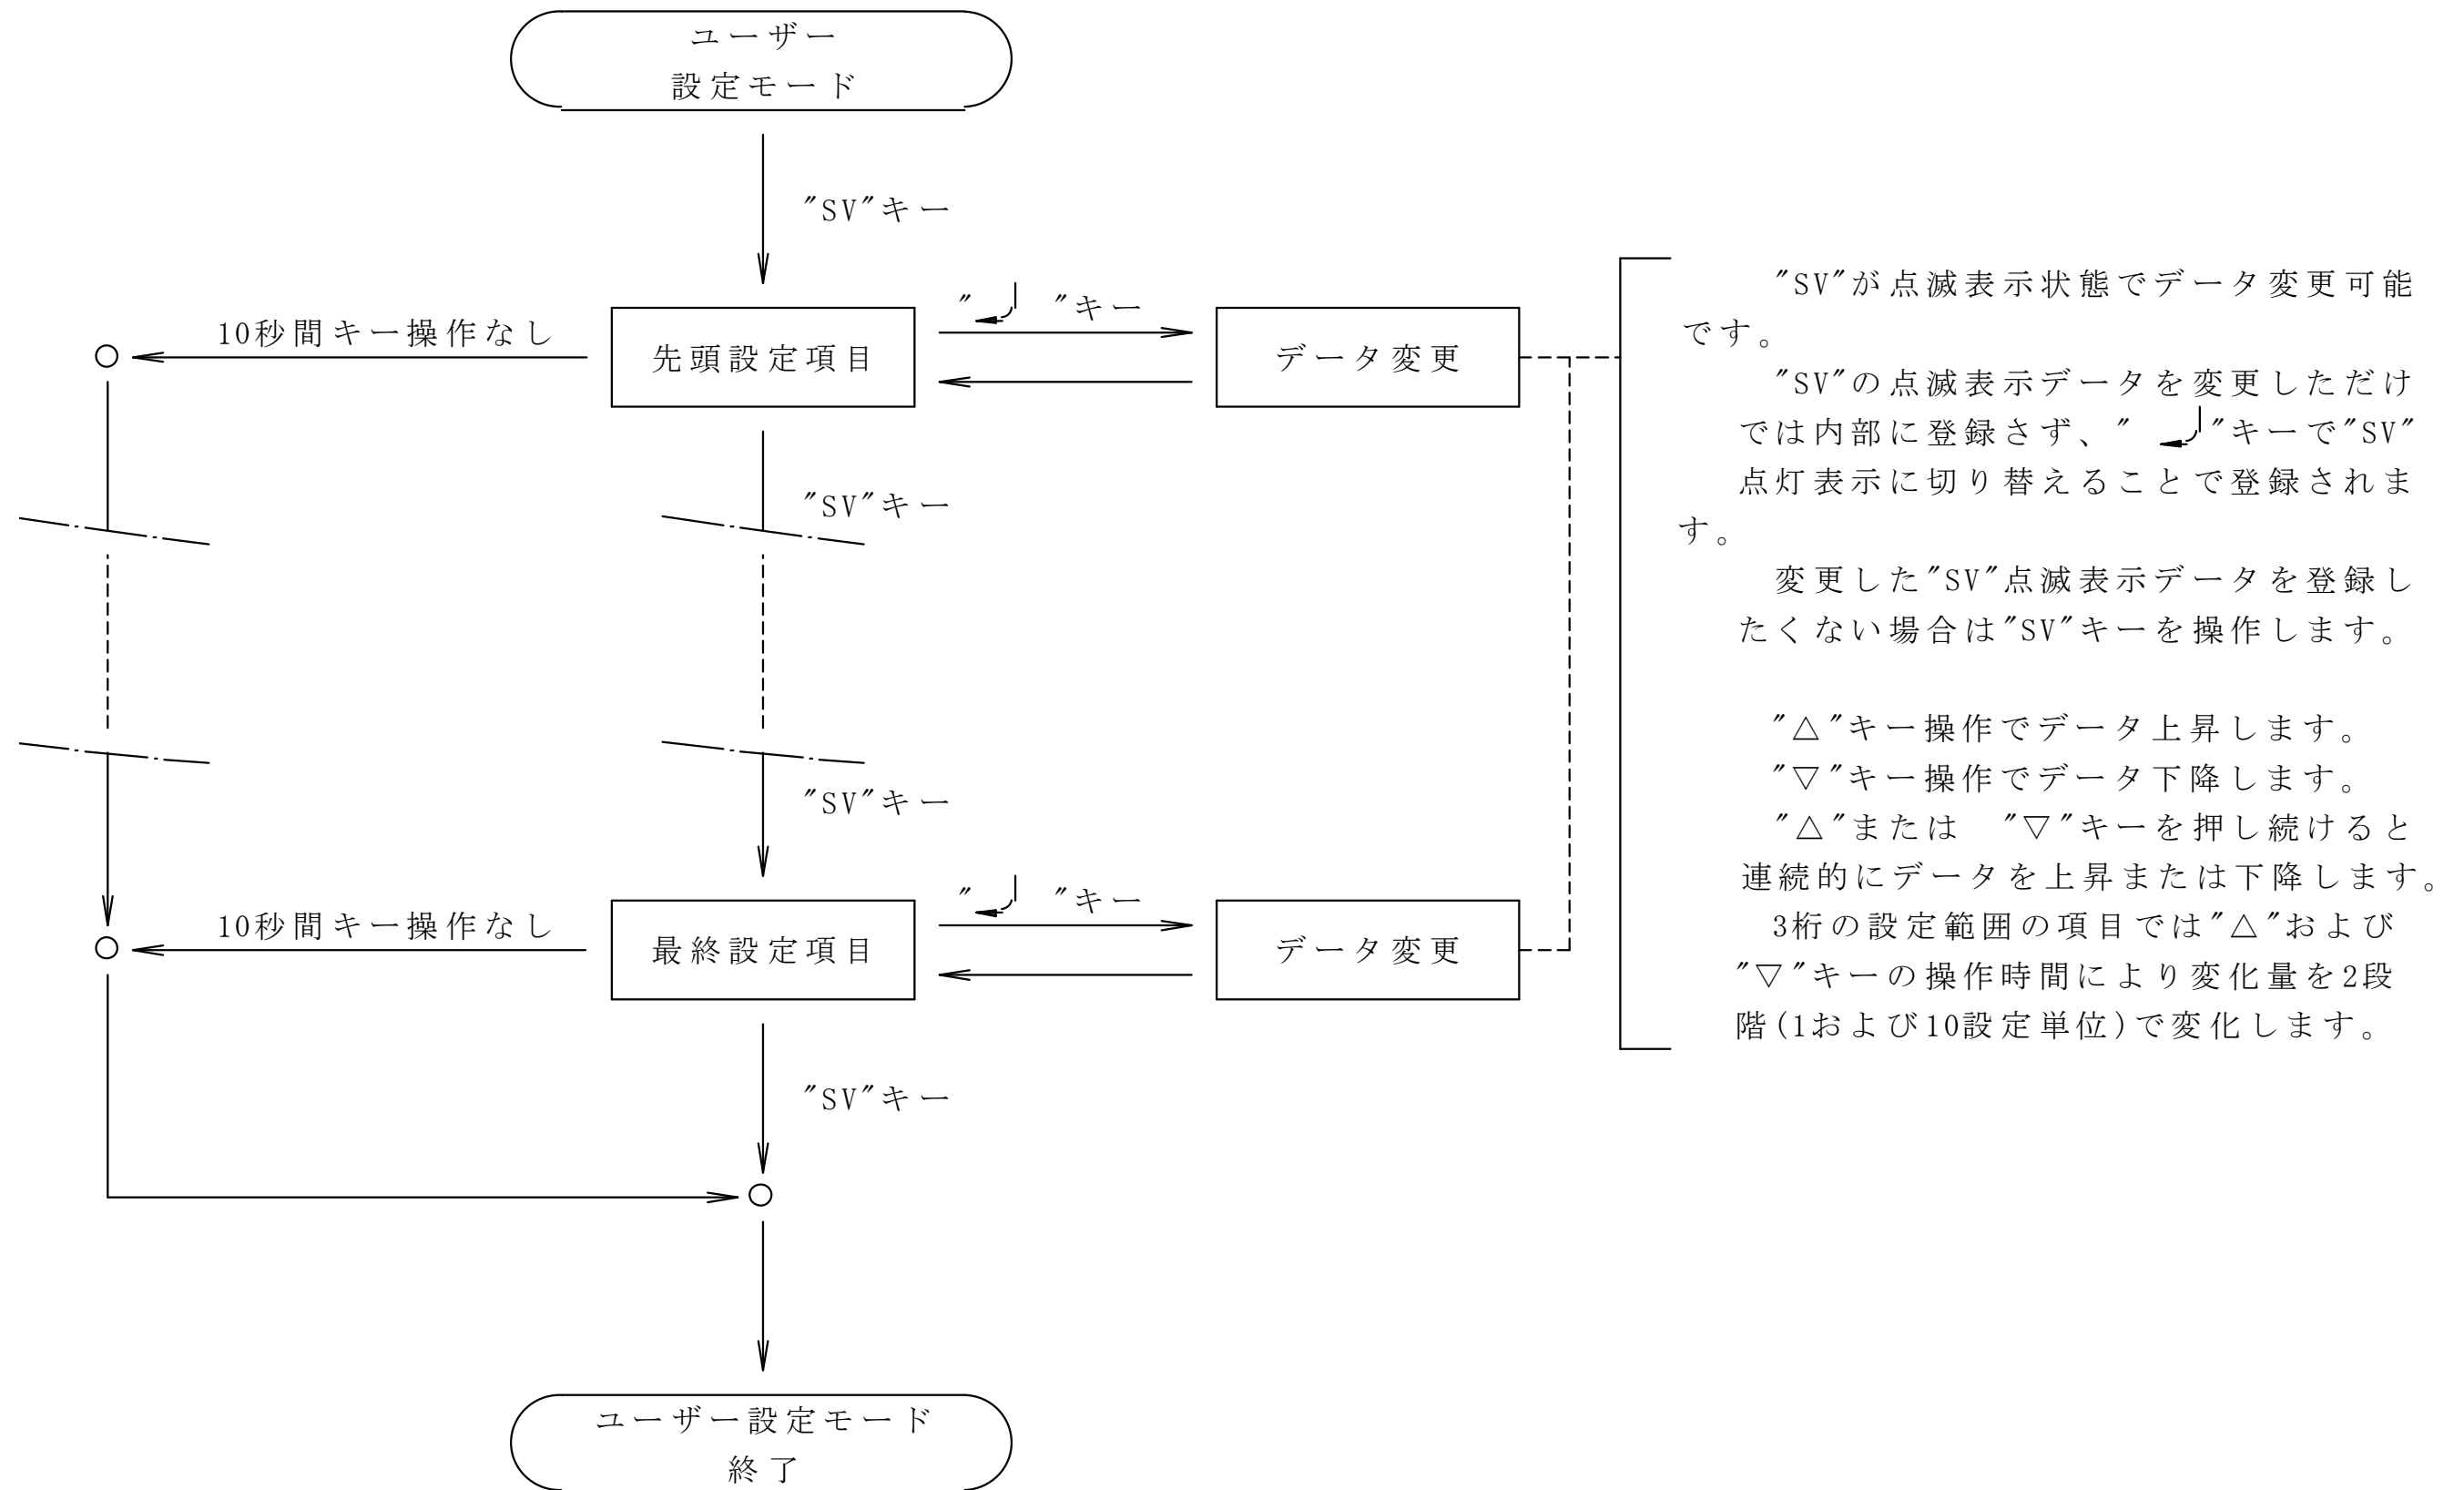 ユーザー
設定モード
"SV"キー
10秒間キー操作なし
先頭設定項目
"↲ "キー
データ変更
"SV"キー
"SV"キー
10秒間キー操作なし
最終設定項目
"↲ "キー
データ変更
"SV"キー
ユーザー設定モード
終了
"SV"が点滅表示状態でデータ変更可能
です。
"SV"の点滅表示データを変更しただけ
では内部に登録さず、" ↲"キーで"SV"
点灯表示に切り替えることで登録されま
す。
変更した"SV"点滅表示データを登録し
たくない場合は"SV"キーを操作します。
"△"キー操作でデータ上昇します。
"▽"キー操作でデータ下降します。
"△"または "▽"キーを押し続けると
連続的にデータを上昇または下降します。
3桁の設定範囲の項目では"△"および
"▽"キーの操作時間により変化量を2段
階(1および10設定単位)で変化します。